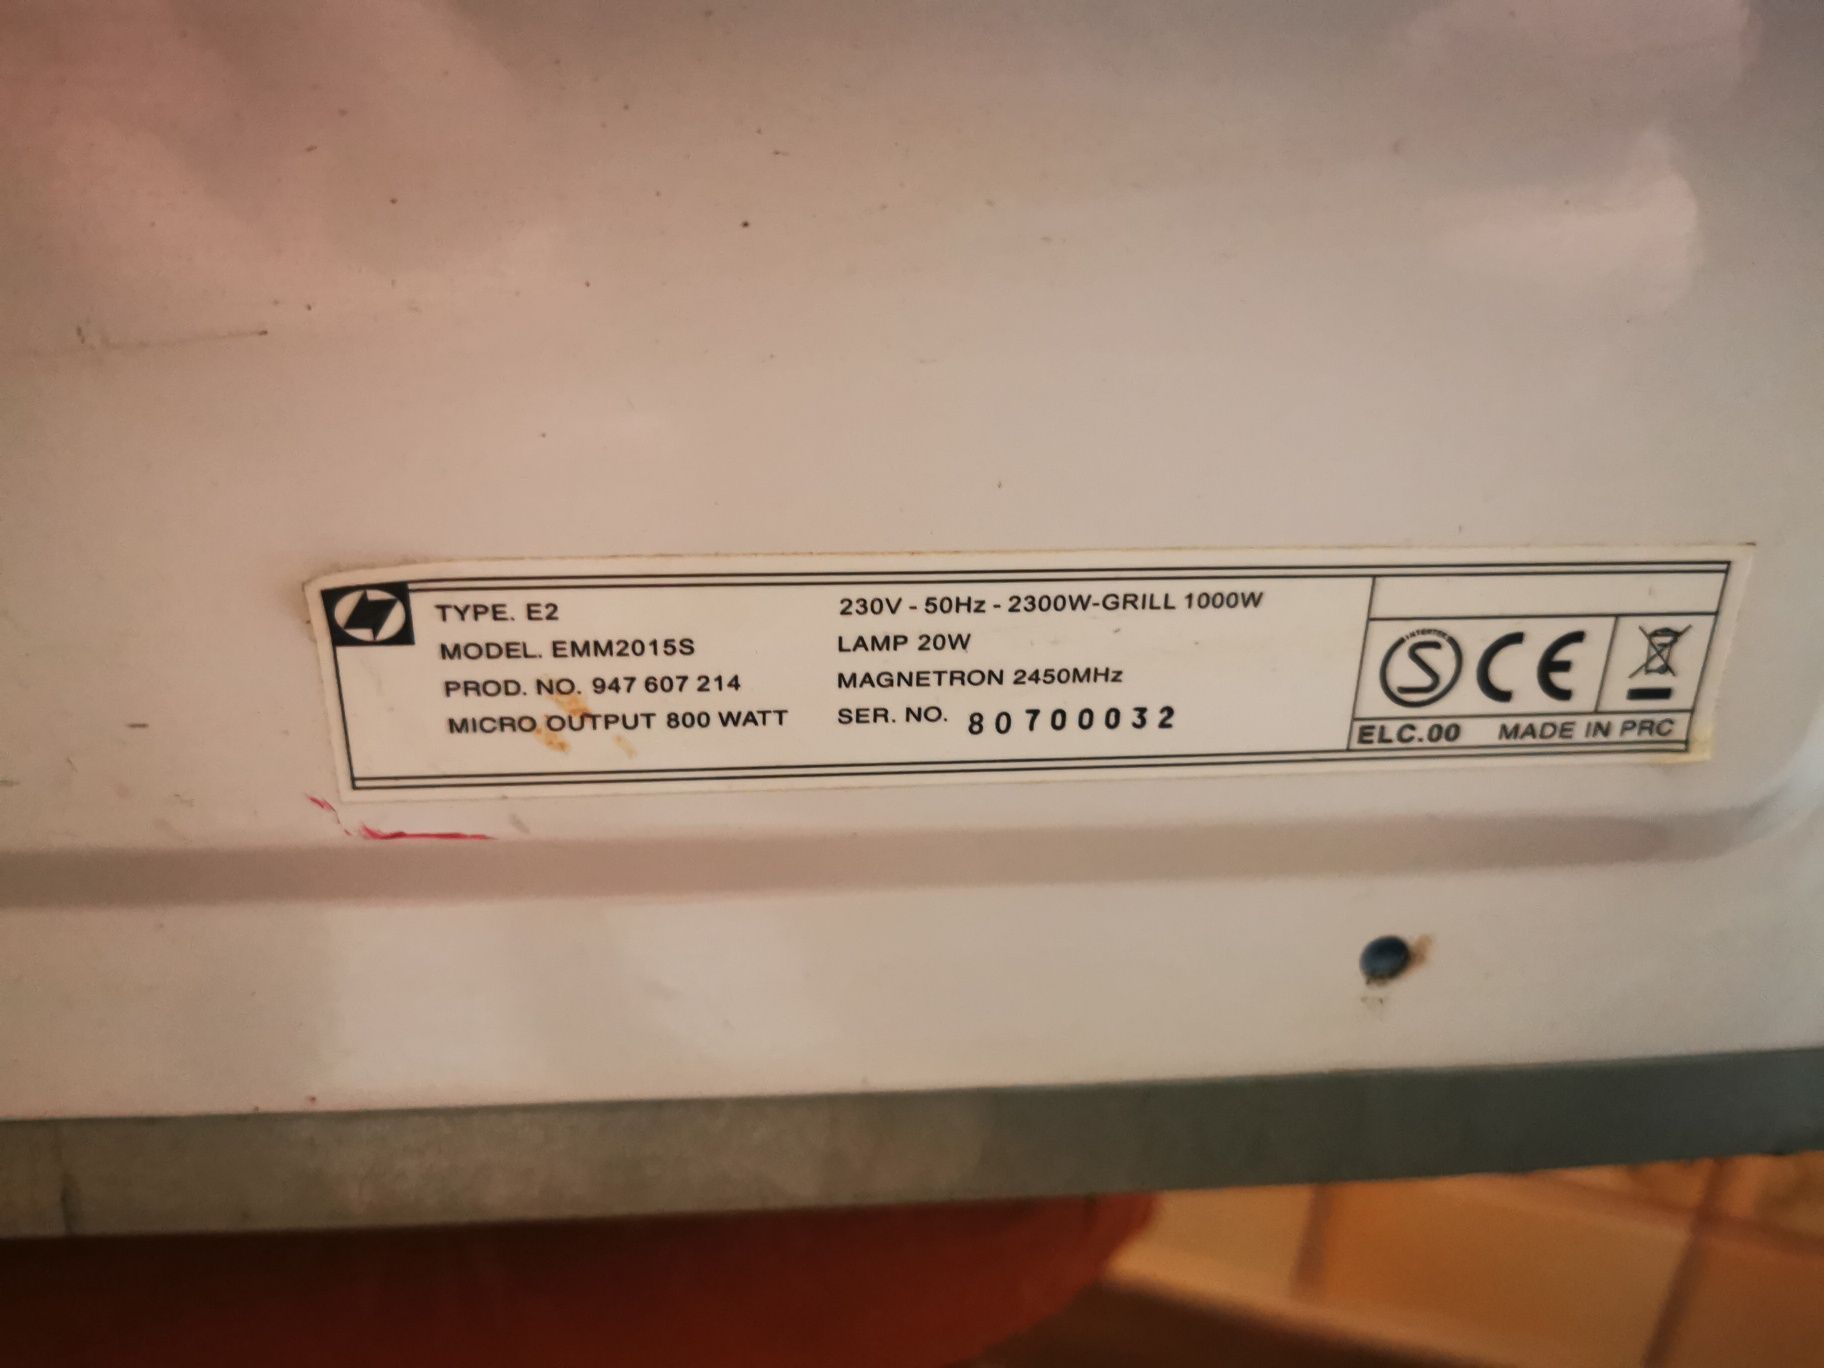 TYPE. E2
MODEL. EMM2015S
PROD. NO. 947 607 214
MICRO OUTPUT 800 WATT
230V - 50Hz - 2300W-GRILL 1000W
LAMP 20W
MAGNETRON 2450MHz
SER. NO. 80700032
INTERTEK
S CE
ELC.00 MADE IN PRC